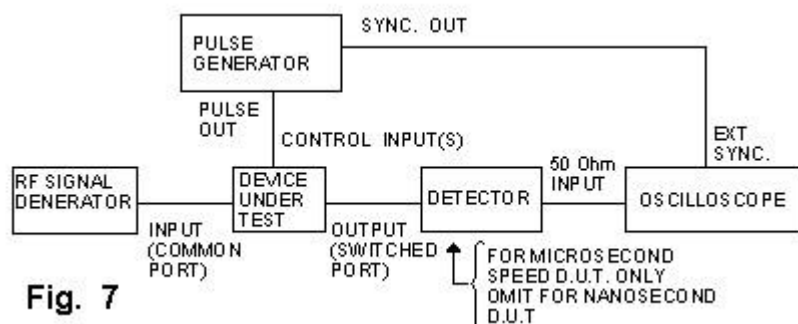 PULSE
GENERATOR
SYNC. OUT
PULSE
OUT
CONTROL INPUT(S)
EXT
SYNC.
RF SIGNAL
DENERATOR
DEVICE
UNDER
TEST
DETECTOR
50 Ohm
INPUT
OSCILLOSCOPE
INPUT
(COMMON
PORT)
OUTPUT
(SWITCHED
PORT)
FOR MICROSECOND
SPEED D.U.T. ONLY
OMIT FOR NANOSECOND
D.U.T
Fig. 7